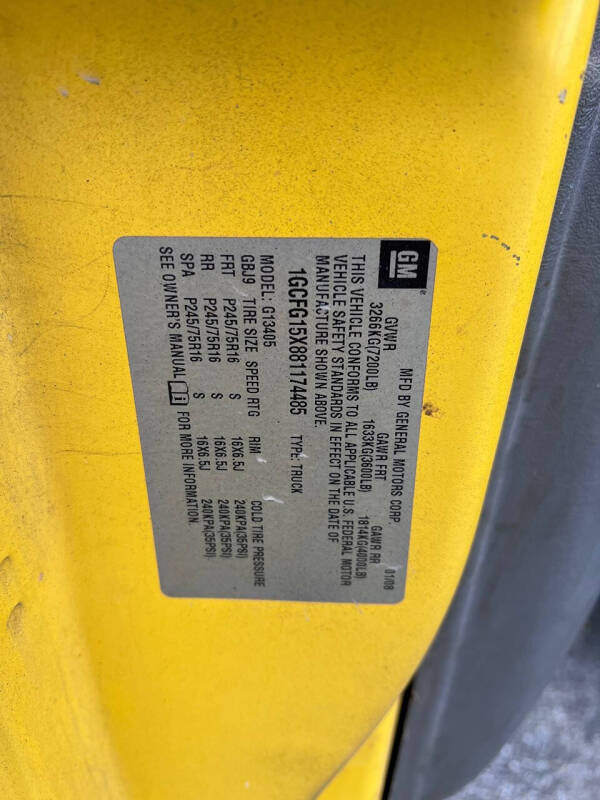 GM
MFD BY GENERAL MOTORS CORP. 01/08
GVWR GAWR FRT GAWR RR
3266KG(7200LB) 1633KG(3600LB) 1814KG(4000LB)
THIS VEHICLE CONFORMS TO ALL APPLICABLE U.S. FEDERAL MOTOR
VEHICLE SAFETY STANDARDS IN EFFECT ON THE DATE OF
MANUFACTURE SHOWN ABOVE.
1GCFG15X881174485 TYPE: TRUCK
MODEL: G13405
GBJ9 TIRE SIZE SPEED RTG RIM COLD TIRE PRESSURE
FRT P245/75R16 S 16X6.5J 240KPA(35PSI)
RR P245/75R16 S 16X6.5J 240KPA(35PSI)
SPA P245/75R16 S 16X6.5J 240KPA(35PSI)
SEE OWNER'S MANUAL FOR MORE INFORMATION.